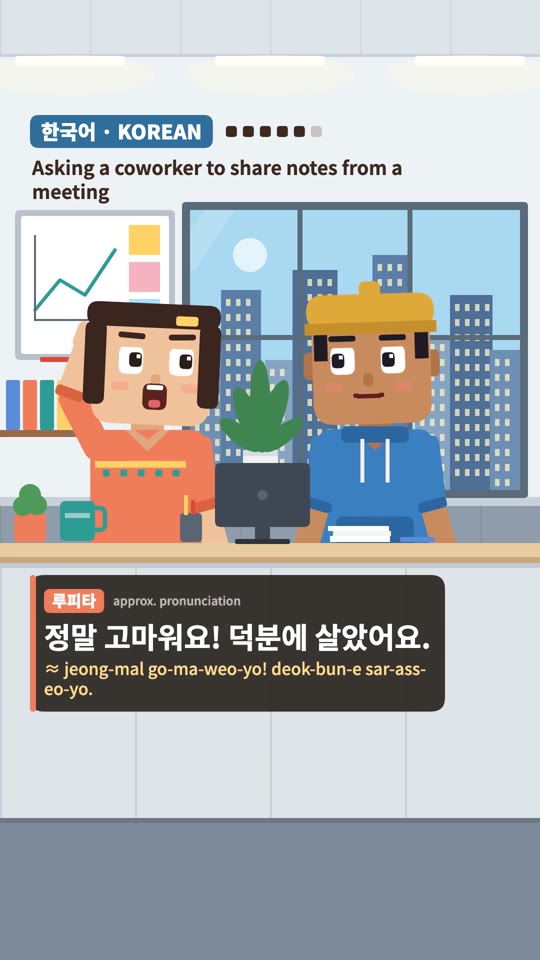 한국어 · KOREAN
Asking a coworker to share notes from a
meeting
루피타 approx. pronunciation
정말 고마워요! 덕분에 살았어요.
≈ jeong-mal go-ma-weo-yo! deok-bun-e sar-ass-
eo-yo.